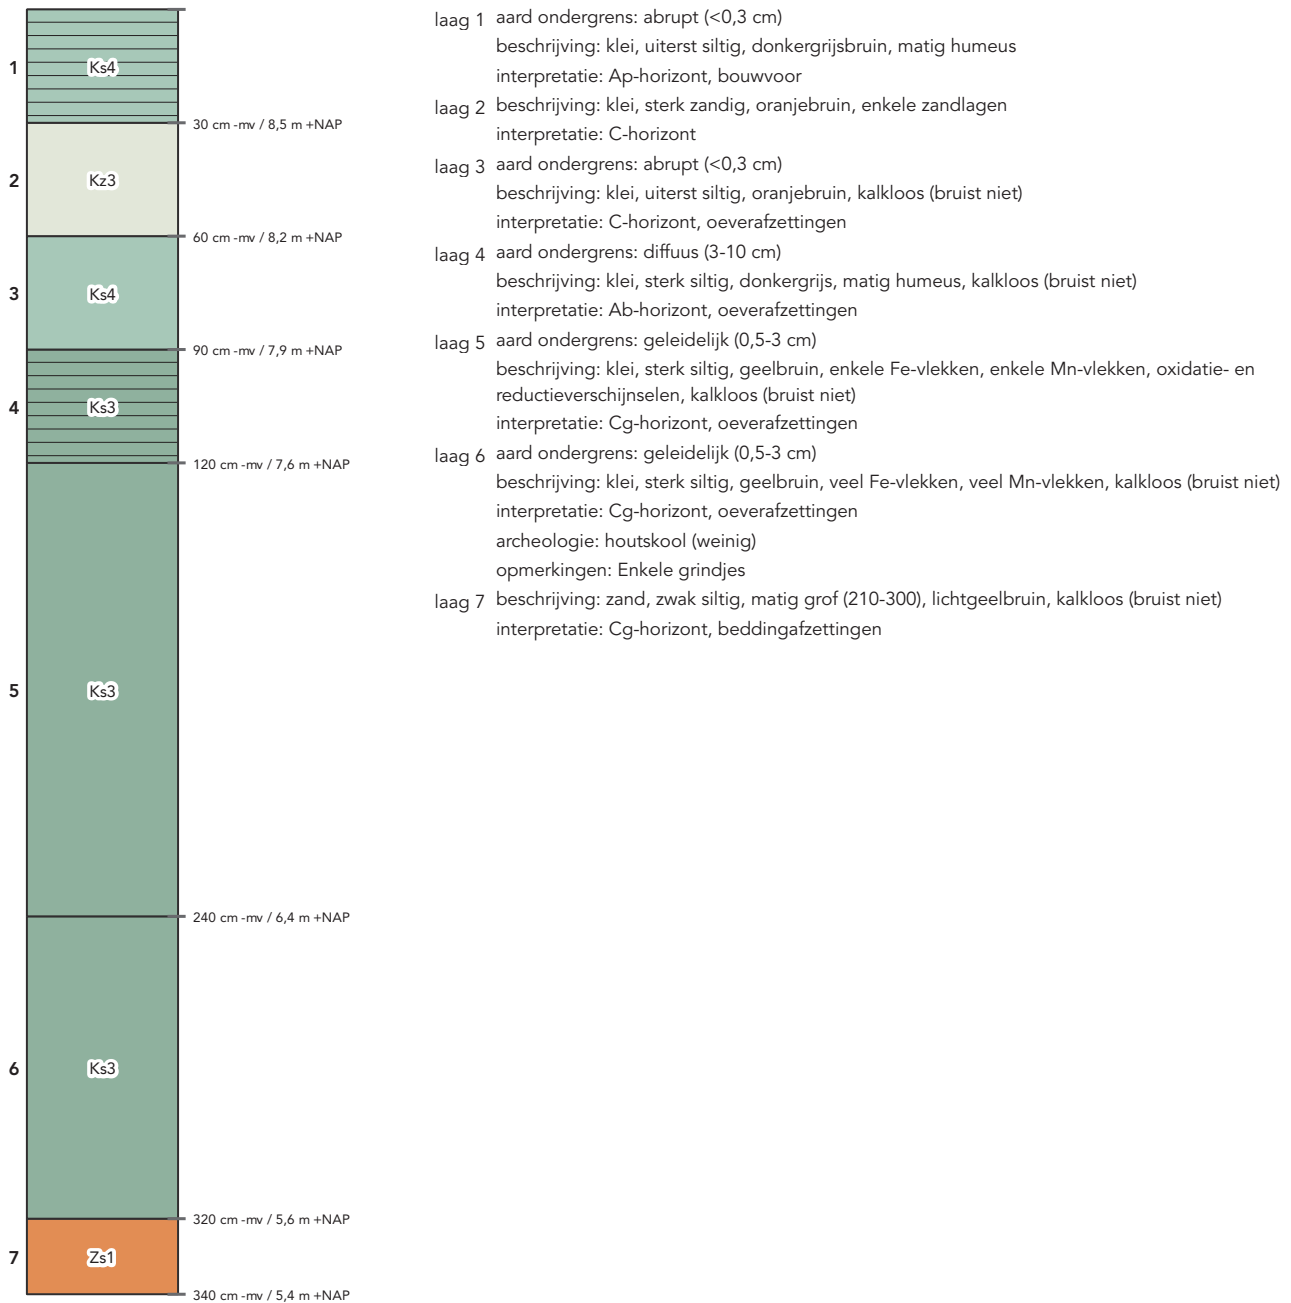 1
Ks4
30 cm -mv / 8,5 m +NAP
2
Kz3
60 cm -mv / 8,2 m +NAP
3
Ks4
90 cm -mv / 7,9 m +NAP
4
Ks3
120 cm -mv / 7,6 m +NAP
5
Ks3
240 cm -mv / 6,4 m +NAP
6
Ks3
320 cm -mv / 5,6 m +NAP
7
Zs1
340 cm -mv / 5,4 m +NAP
laag 1 aard ondergrens: abrupt (<0,3 cm)
beschrijving: klei, uiterst siltig, donkergrijsbruin, matig humeus
interpretatie: Ap-horizont, bouwvoor
laag 2 beschrijving: klei, sterk zandig, oranjebruin, enkele zandlagen
interpretatie: C-horizont
laag 3 aard ondergrens: abrupt (<0,3 cm)
beschrijving: klei, uiterst siltig, oranjebruin, kalkloos (bruist niet)
interpretatie: C-horizont, oeverafzettingen
laag 4 aard ondergrens: diffuus (3-10 cm)
beschrijving: klei, sterk siltig, donkergrijs, matig humeus, kalkloos (bruist niet)
interpretatie: Ab-horizont, oeverafzettingen
laag 5 aard ondergrens: geleidelijk (0,5-3 cm)
beschrijving: klei, sterk siltig, geelbruin, enkele Fe-vlekken, enkele Mn-vlekken, oxidatie- en
reductieverschijnselen, kalkloos (bruist niet)
interpretatie: Cg-horizont, oeverafzettingen
laag 6 aard ondergrens: geleidelijk (0,5-3 cm)
beschrijving: klei, sterk siltig, geelbruin, veel Fe-vlekken, veel Mn-vlekken, kalkloos (bruist niet)
interpretatie: Cg-horizont, oeverafzettingen
archeologie: houtskool (weinig)
opmerkingen: Enkele grindjes
laag 7 beschrijving: zand, zwak siltig, matig grof (210-300), lichtgeelbruin, kalkloos (bruist niet)
interpretatie: Cg-horizont, beddingafzettingen